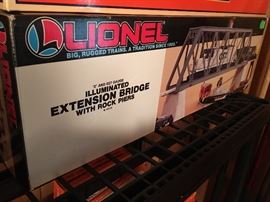 LIONEL
BIG, RUGGED TRAINS. A TRADITION SINCE 1900.
"O" AND O27 GAUGE
ILLUMINATED
EXTENSION BRIDGE
WITH ROCK PIERS